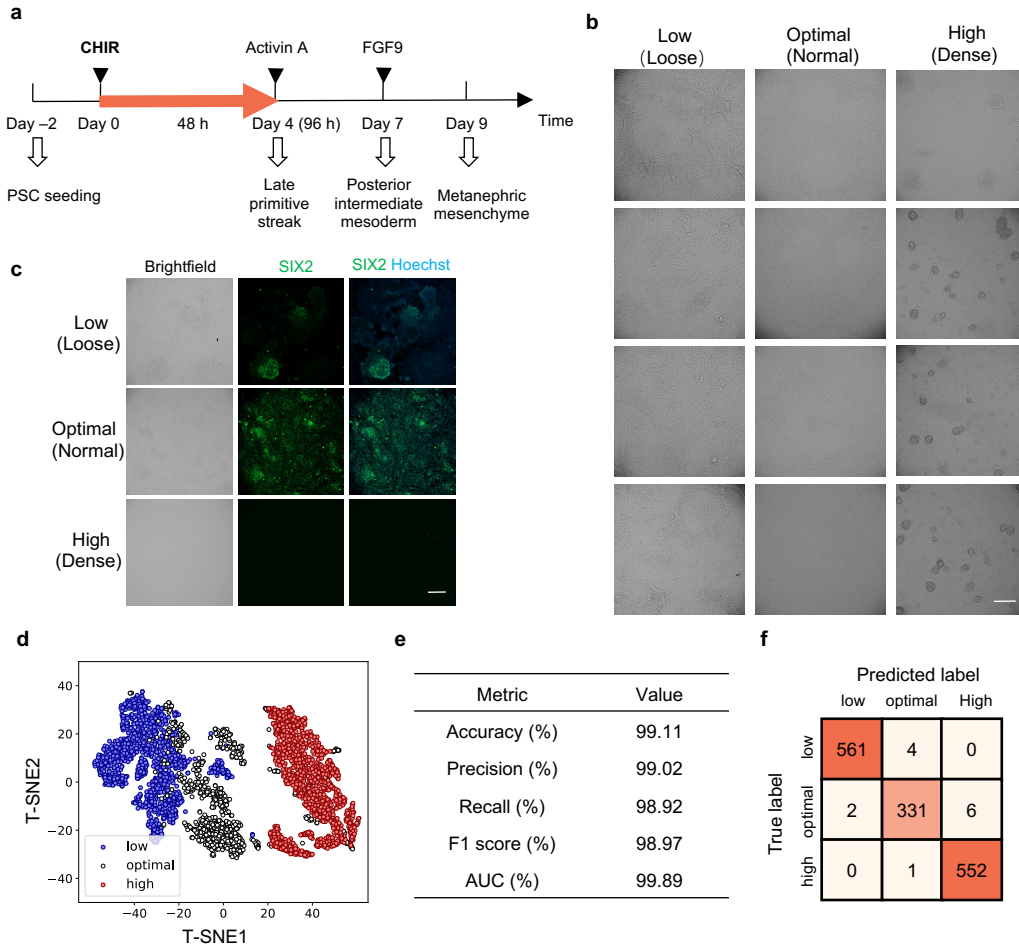 a
CHIR
Activin A
FGF9
Day –2
Day 0
48 h
Day 4 (96 h)
Day 7
Day 9
Time
PSC seeding
Late
primitive
streak
Posterior
intermediate
mesoderm
Metanephric
mesenchyme
b
Low
(Loose)
Optimal
(Normal)
High
(Dense)
c
Brightfield
SIX2
SIX2 Hoechst
Low
(Loose)
Optimal
(Normal)
High
(Dense)
d
T-SNE2
40
20
0
−20
−40
low
optimal
high
−40
−20
0
20
40
T-SNE1
e
Metric Value
Accuracy (%) 99.11
Precision (%) 99.02
Recall (%) 98.92
F1 score (%) 98.97
AUC (%) 99.89
f
Predicted label
low optimal High
True label
low 561 4 0
optimal 2 331 6
high 0 1 552